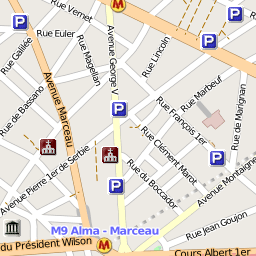 Rue Vernet
M
P
P
Rue Galilée
Rue Euler
Avenue George V
Rue Lincoln
Rue Magellan
P
Rue Marbeuf
Rue de Bassano
Avenue Marceau
P
Rue François 1er
Rue de Marignan
Rue Clément Marot
P
Avenue Pierre 1er de Serbie
Rue du Boccador
P
Avenue Montaigne
P
Rue Jean Goujon
M9 Alma - Marceau
du Président Wilson
M
Cours Albert 1er